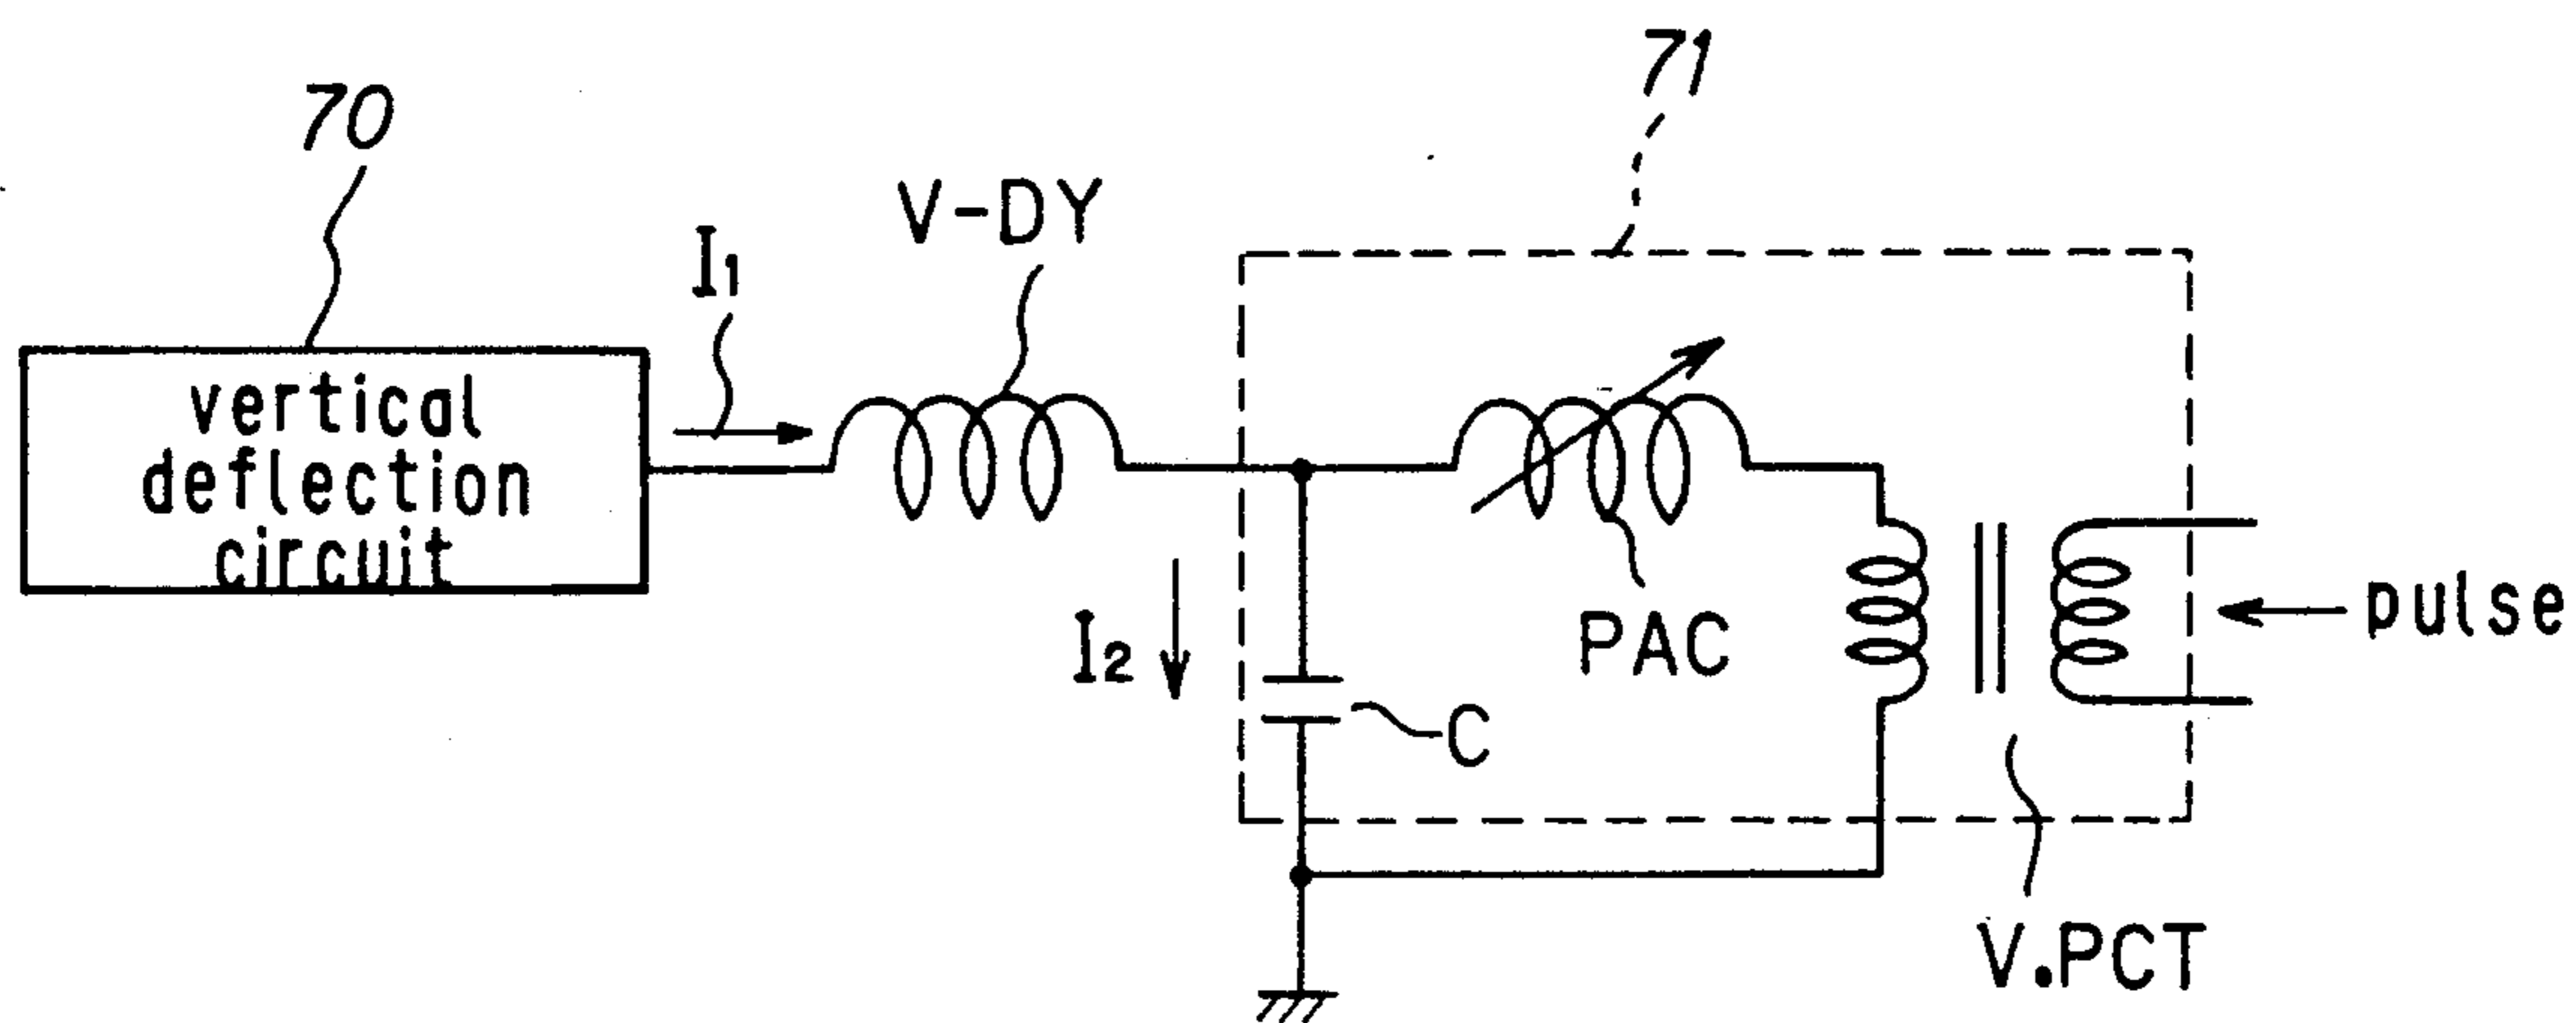 71
70
V-DY
I1
vertical
deflection
circuit
pulse
I2
PAC
C
V.PCT